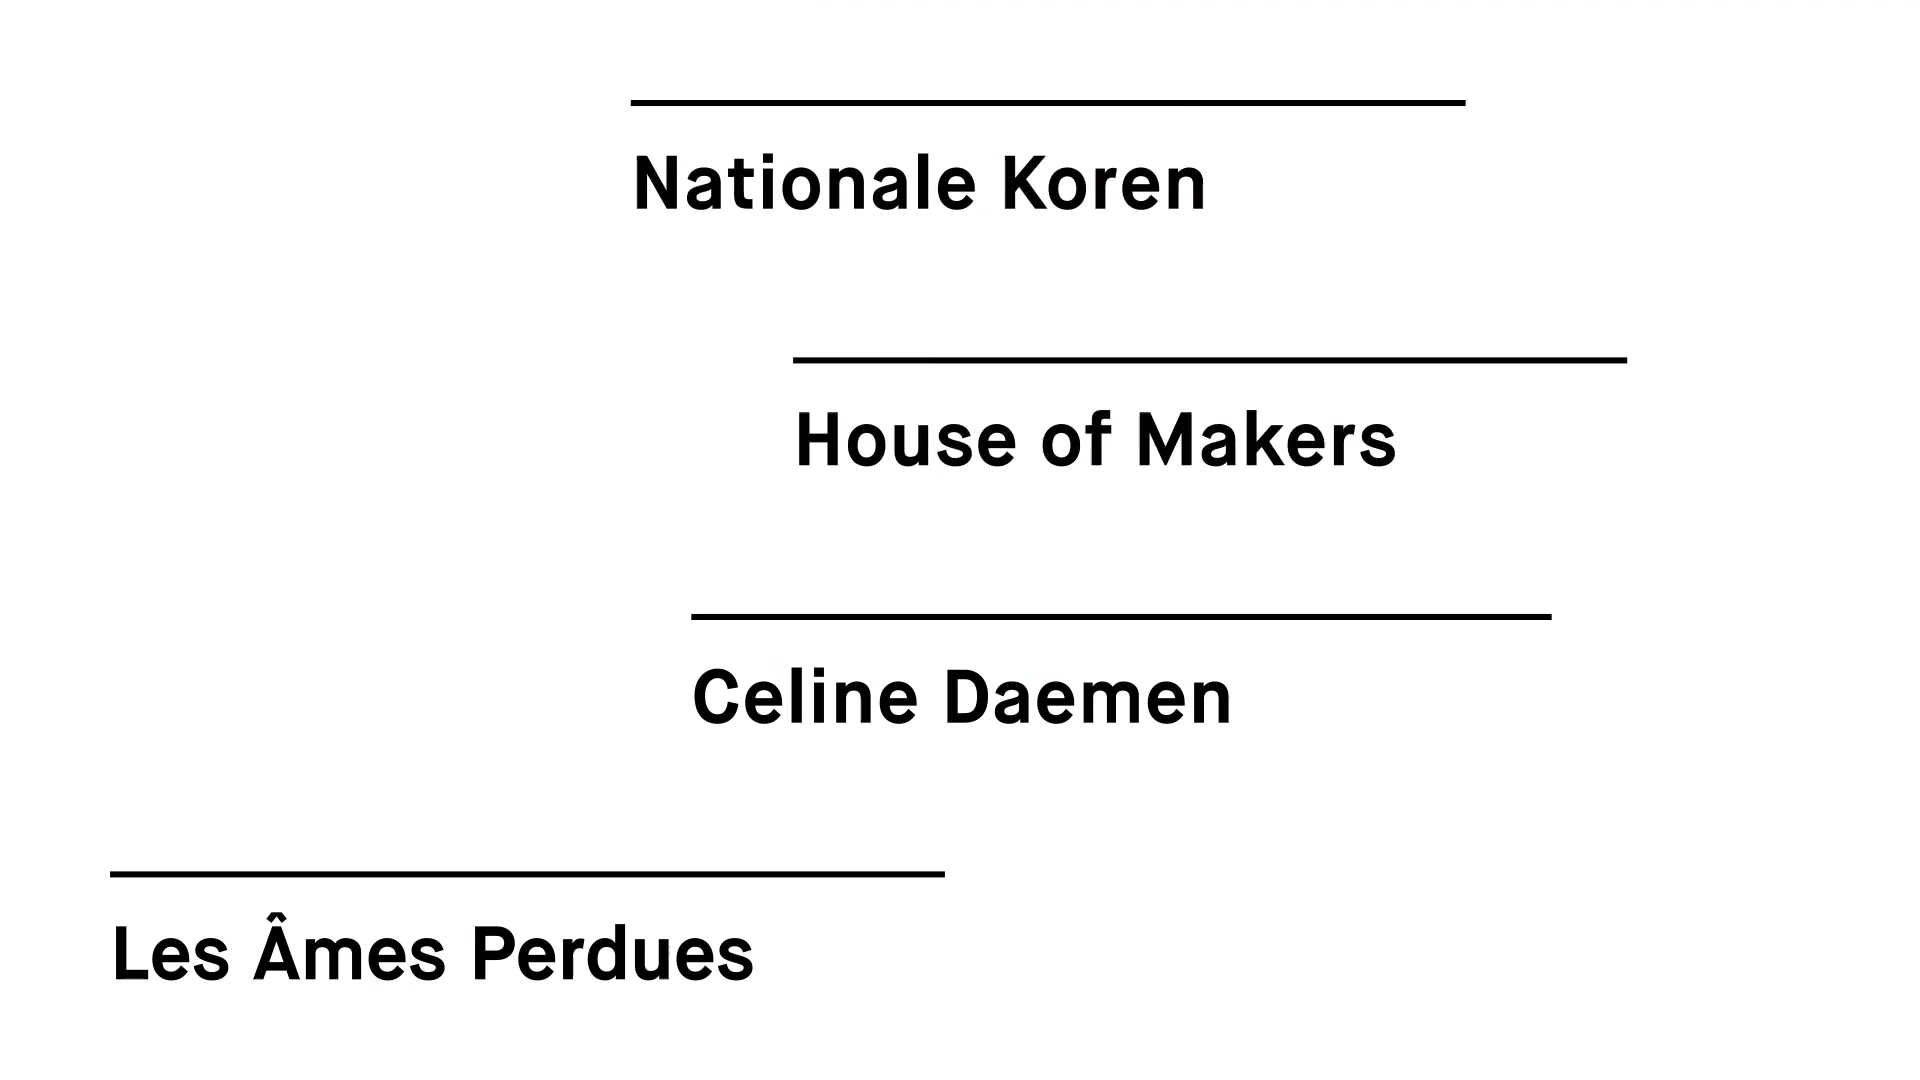 Nationale Koren
House of Makers
Celine Daemen
Les Âmes Perdues